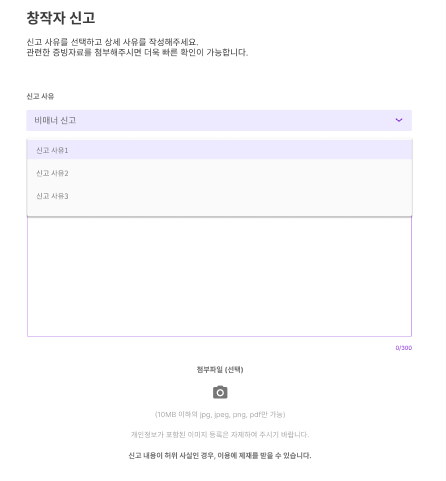 창작자 신고
신고 사유를 선택하고 상세 사유를 작성해주세요.
관련한 증빙자료를 첨부해주시면 더욱 빠른 확인이 가능합니다.
신고 사유
비매너 신고
신고 사유1
신고 사유2
신고 사유3
0/300
첨부파일 (선택)
(10MB 이하의 jpg, jpeg, png, pdf만 가능)
개인정보가 포함된 이미지 등록은 자제하여 주시기 바랍니다.
신고 내용이 허위 사실인 경우, 이용에 제재를 받을 수 있습니다.